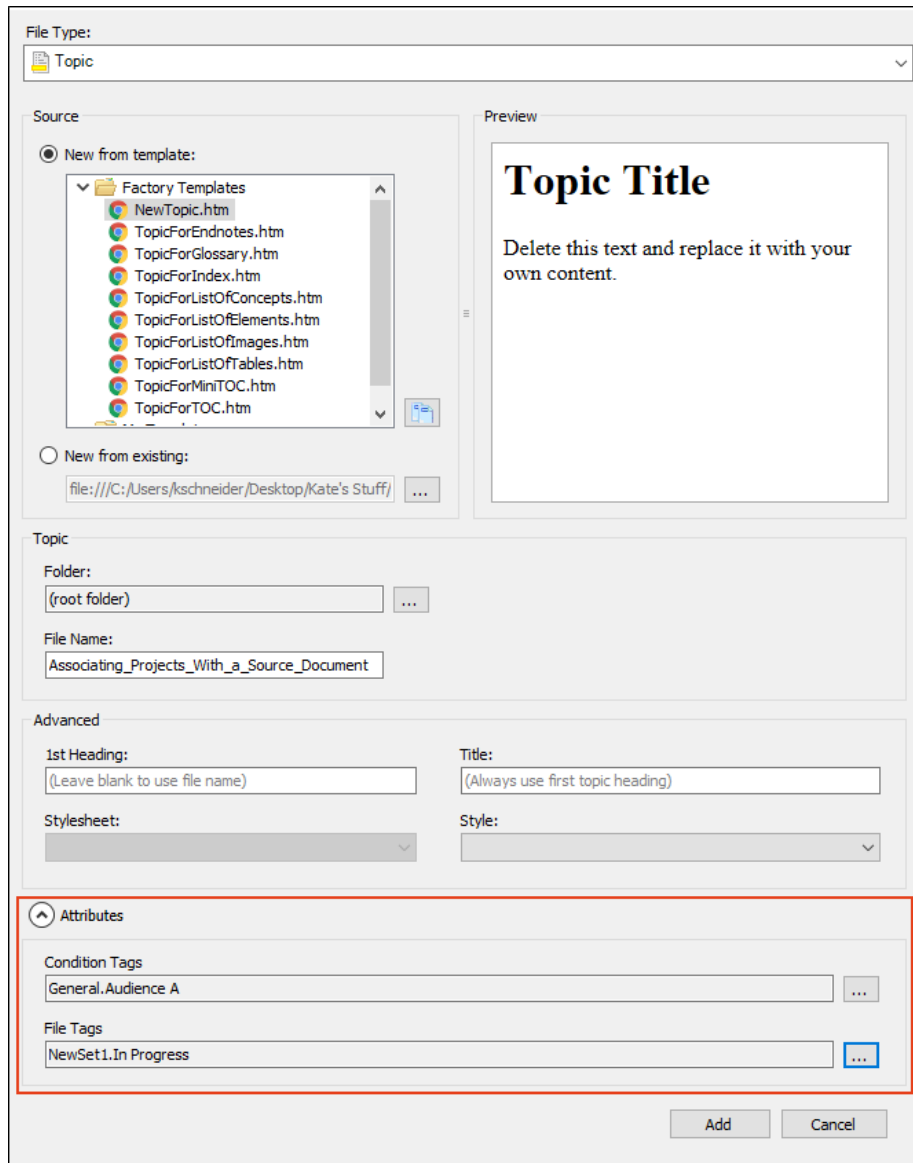 File Type:
Topic
Source
New from template:
Factory Templates
NewTopic.htm
TopicForEndnotes.htm
TopicForGlossary.htm
TopicForIndex.htm
TopicForListOfConcepts.htm
TopicForListOfElements.htm
TopicForListOfImages.htm
TopicForListOfTables.htm
TopicForMiniTOC.htm
TopicForTOC.htm
New from existing:
file:///C:/Users/kschneider/Desktop/Kate's Stuff/
...
Preview
Topic Title
Delete this text and replace it with your
own content.
Topic
Folder:
(root folder)
...
File Name:
Associating_Projects_With_a_Source_Document
Advanced
1st Heading:
(Leave blank to use file name)
Title:
(Always use first topic heading)
Stylesheet:
Style:
Attributes
Condition Tags
General.Audience A
...
File Tags
NewSet1.In Progress
...
Add
Cancel